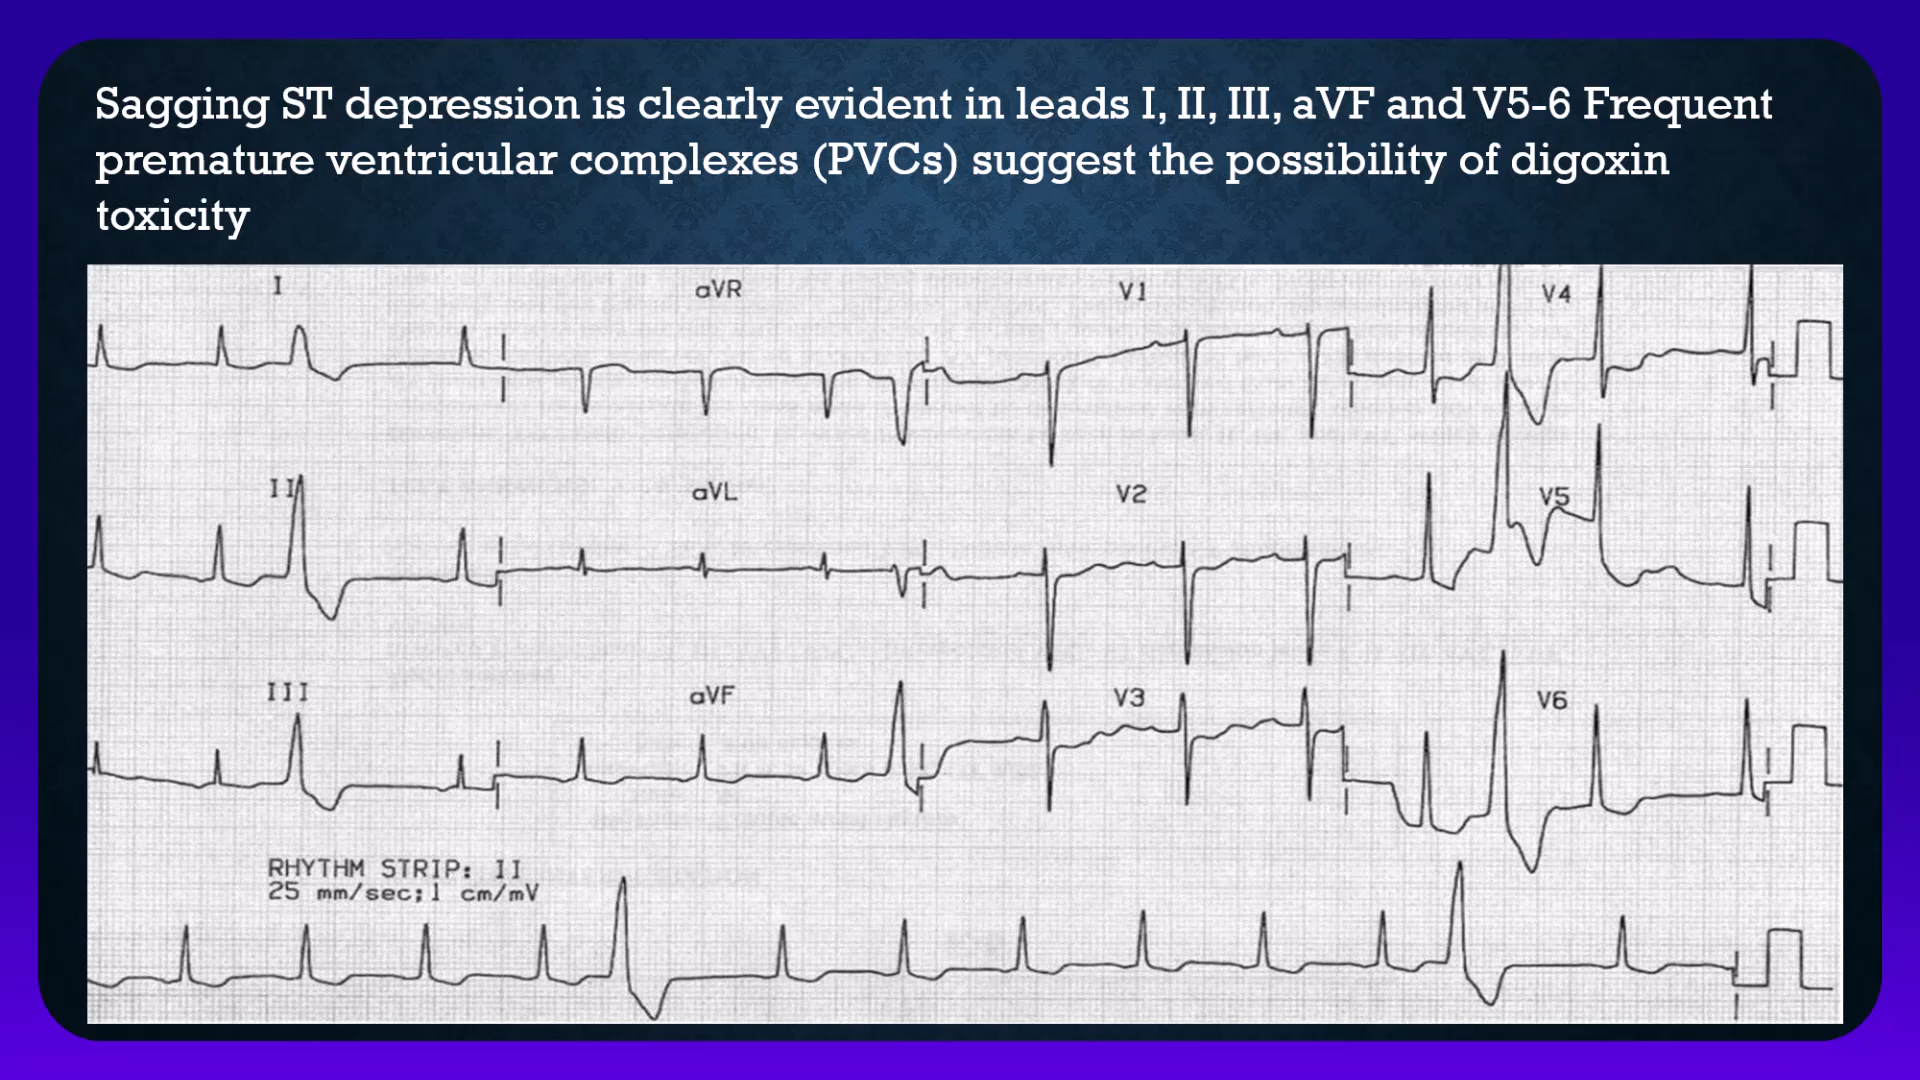 Sagging ST depression is clearly evident in leads I, II, III, aVF and V5-6 Frequent
premature ventricular complexes (PVCs) suggest the possibility of digoxin
toxicity
I
aVR
V1
V4
II
aVL
V2
V5
III
aVF
V3
V6
RHYTHM STRIP: II
25 mm/sec;1 cm/mV